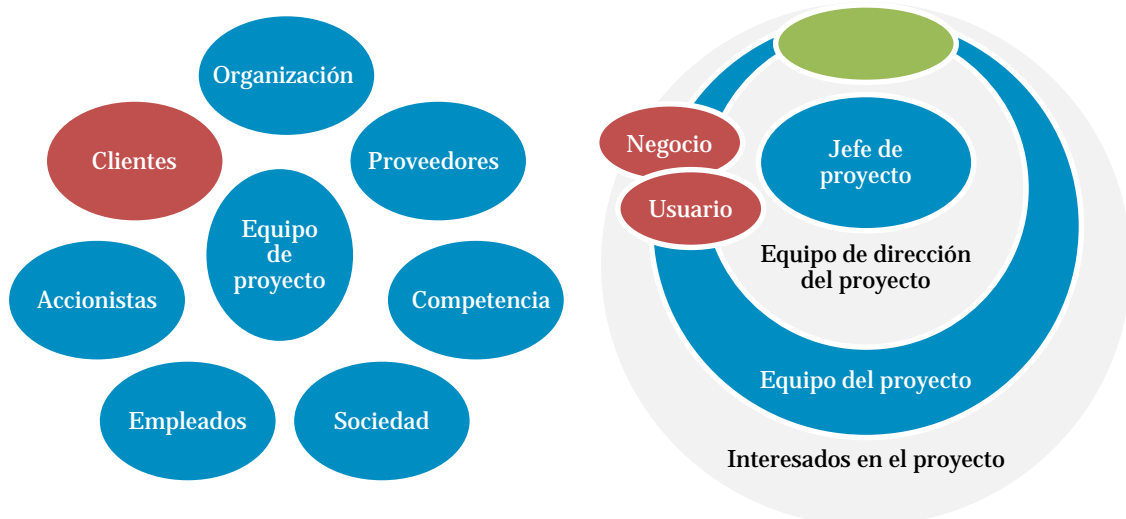 Organización
Clientes
Proveedores
Equipo
de
proyecto
Accionistas
Competencia
Empleados
Sociedad
Negocio
Usuario
Jefe de
proyecto
Equipo de dirección
del proyecto
Equipo del proyecto
Interesados en el proyecto